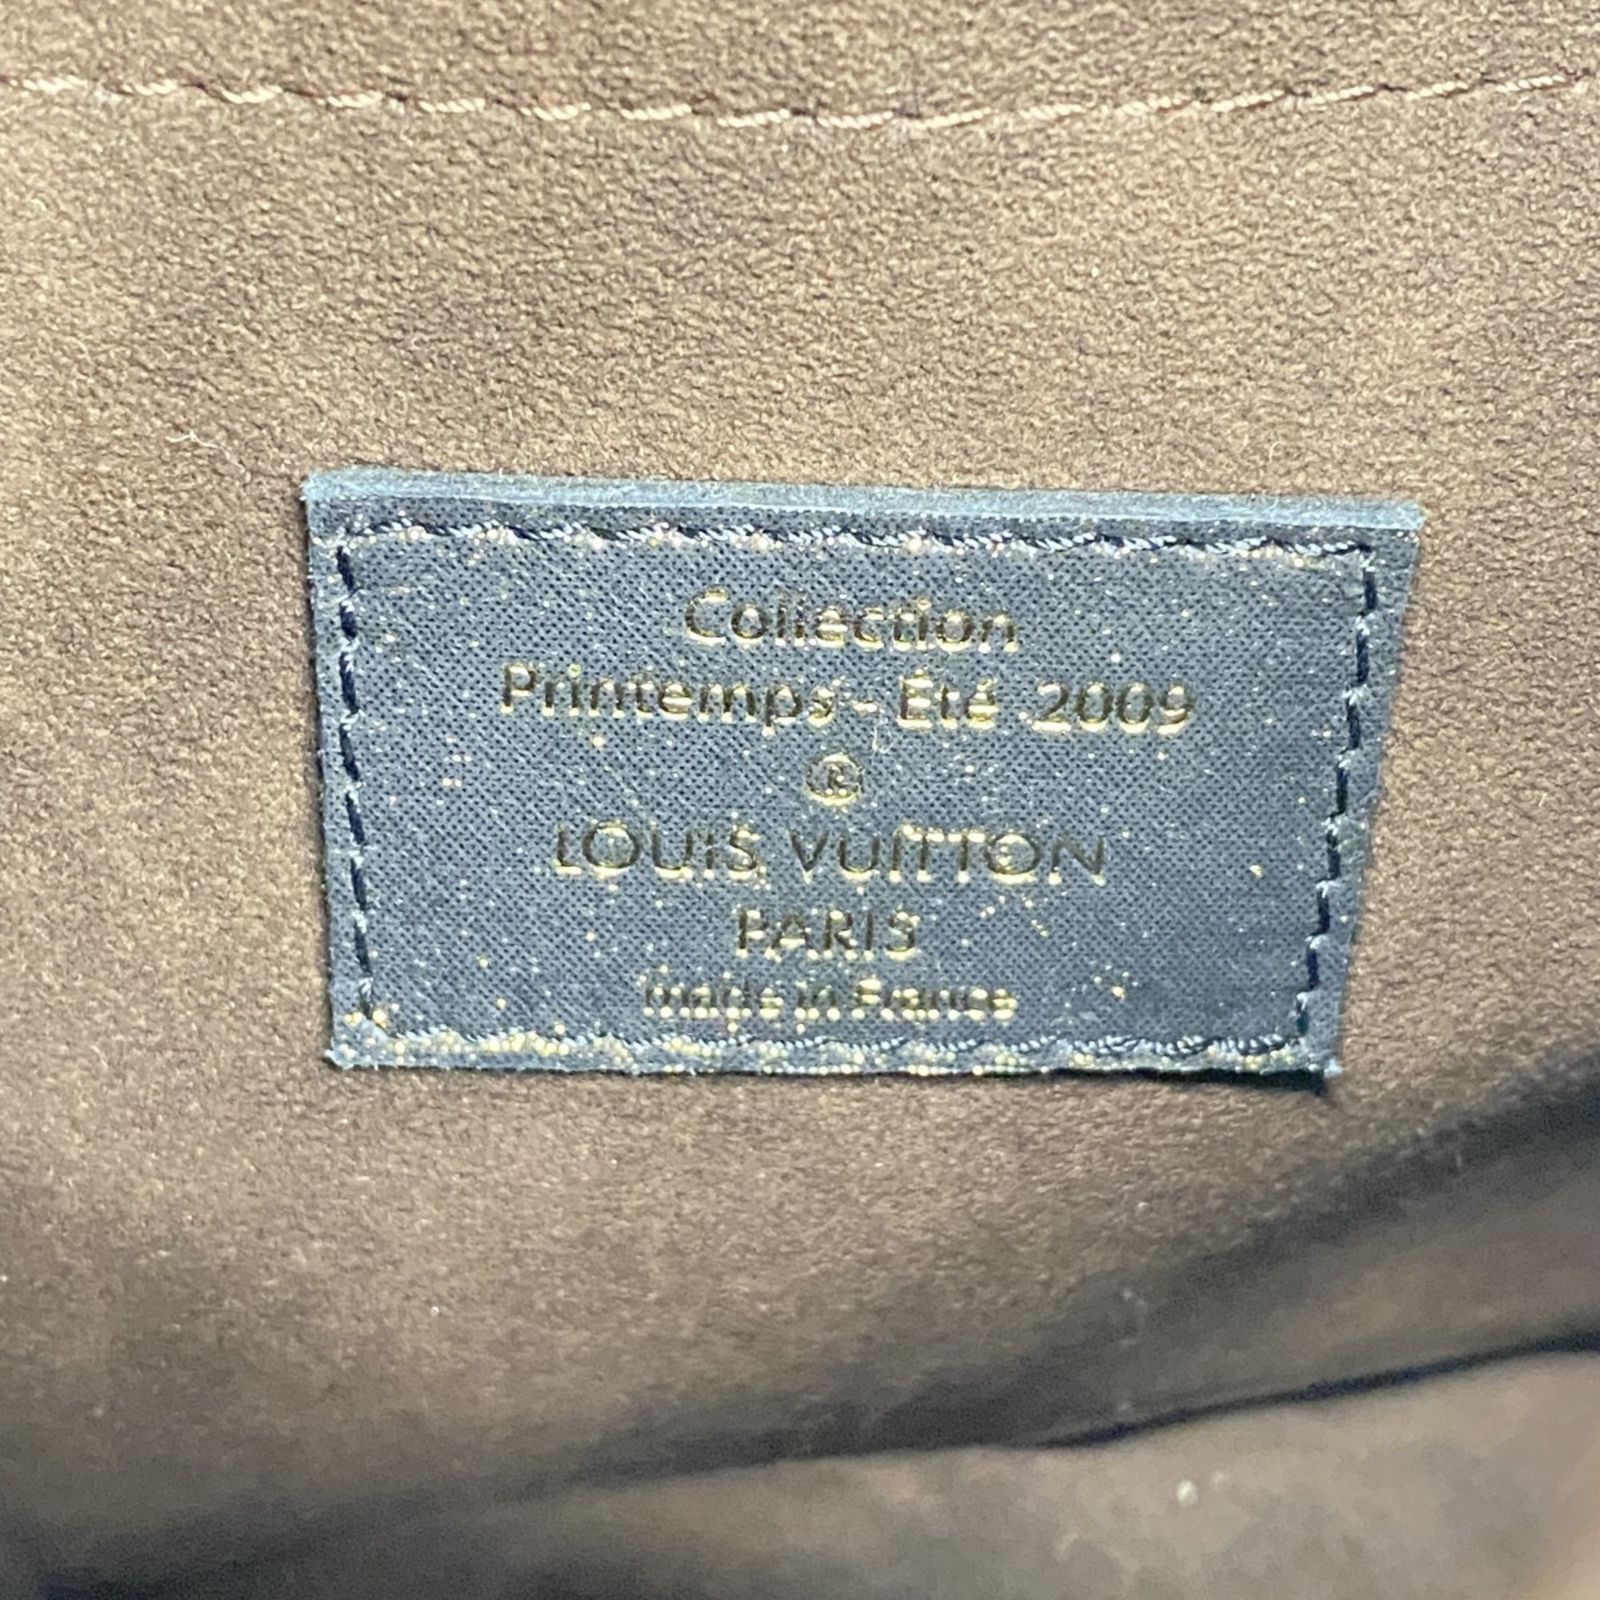 Collection
Printemps - Été 2009
®
LOUIS VUITTON
PARIS
made in France